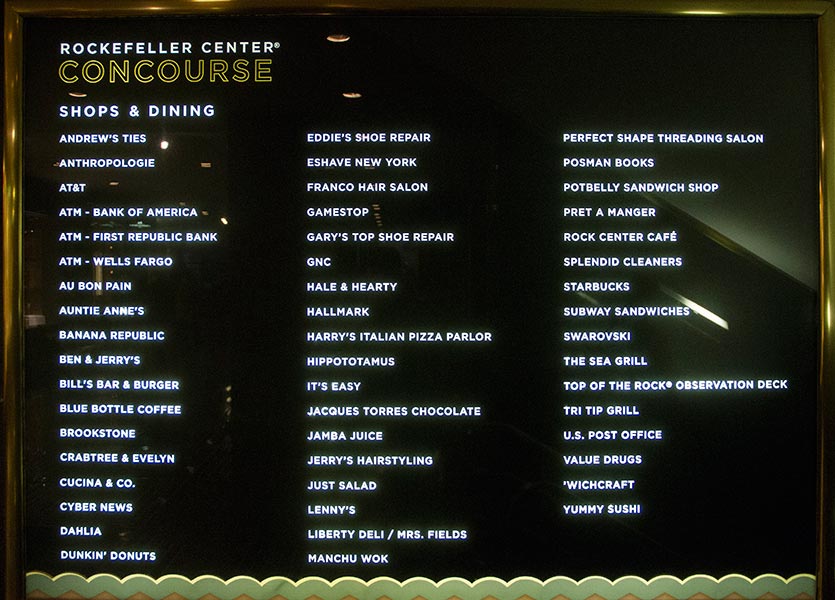 ROCKEFELLER CENTER®
CONCOURSE
SHOPS & DINING
ANDREW'S TIES
ANTHROPOLOGIE
AT&T
ATM - BANK OF AMERICA
ATM - FIRST REPUBLIC BANK
ATM - WELLS FARGO
AU BON PAIN
AUNTIE ANNE'S
BANANA REPUBLIC
BEN & JERRY'S
BILL'S BAR & BURGER
BLUE BOTTLE COFFEE
BROOKSTONE
CRABTREE & EVELYN
CUCINA & CO.
CYBER NEWS
DAHLIA
DUNKIN' DONUTS
EDDIE'S SHOE REPAIR
ESHAVE NEW YORK
FRANCO HAIR SALON
GAMESTOP
GARY'S TOP SHOE REPAIR
GNC
HALE & HEARTY
HALLMARK
HARRY'S ITALIAN PIZZA PARLOR
HIPPOTOTAMUS
IT'S EASY
JACQUES TORRES CHOCOLATE
JAMBA JUICE
JERRY'S HAIRSTYLING
JUST SALAD
LENNY'S
LIBERTY DELI / MRS. FIELDS
MANCHU WOK
PERFECT SHAPE THREADING SALON
POSMAN BOOKS
POTBELLY SANDWICH SHOP
PRET A MANGER
ROCK CENTER CAFÉ
SPLENDID CLEANERS
STARBUCKS
SUBWAY SANDWICHES
SWAROVSKI
THE SEA GRILL
TOP OF THE ROCK® OBSERVATION DECK
TRI TIP GRILL
U.S. POST OFFICE
VALUE DRUGS
'WICHCRAFT
YUMMY SUSHI